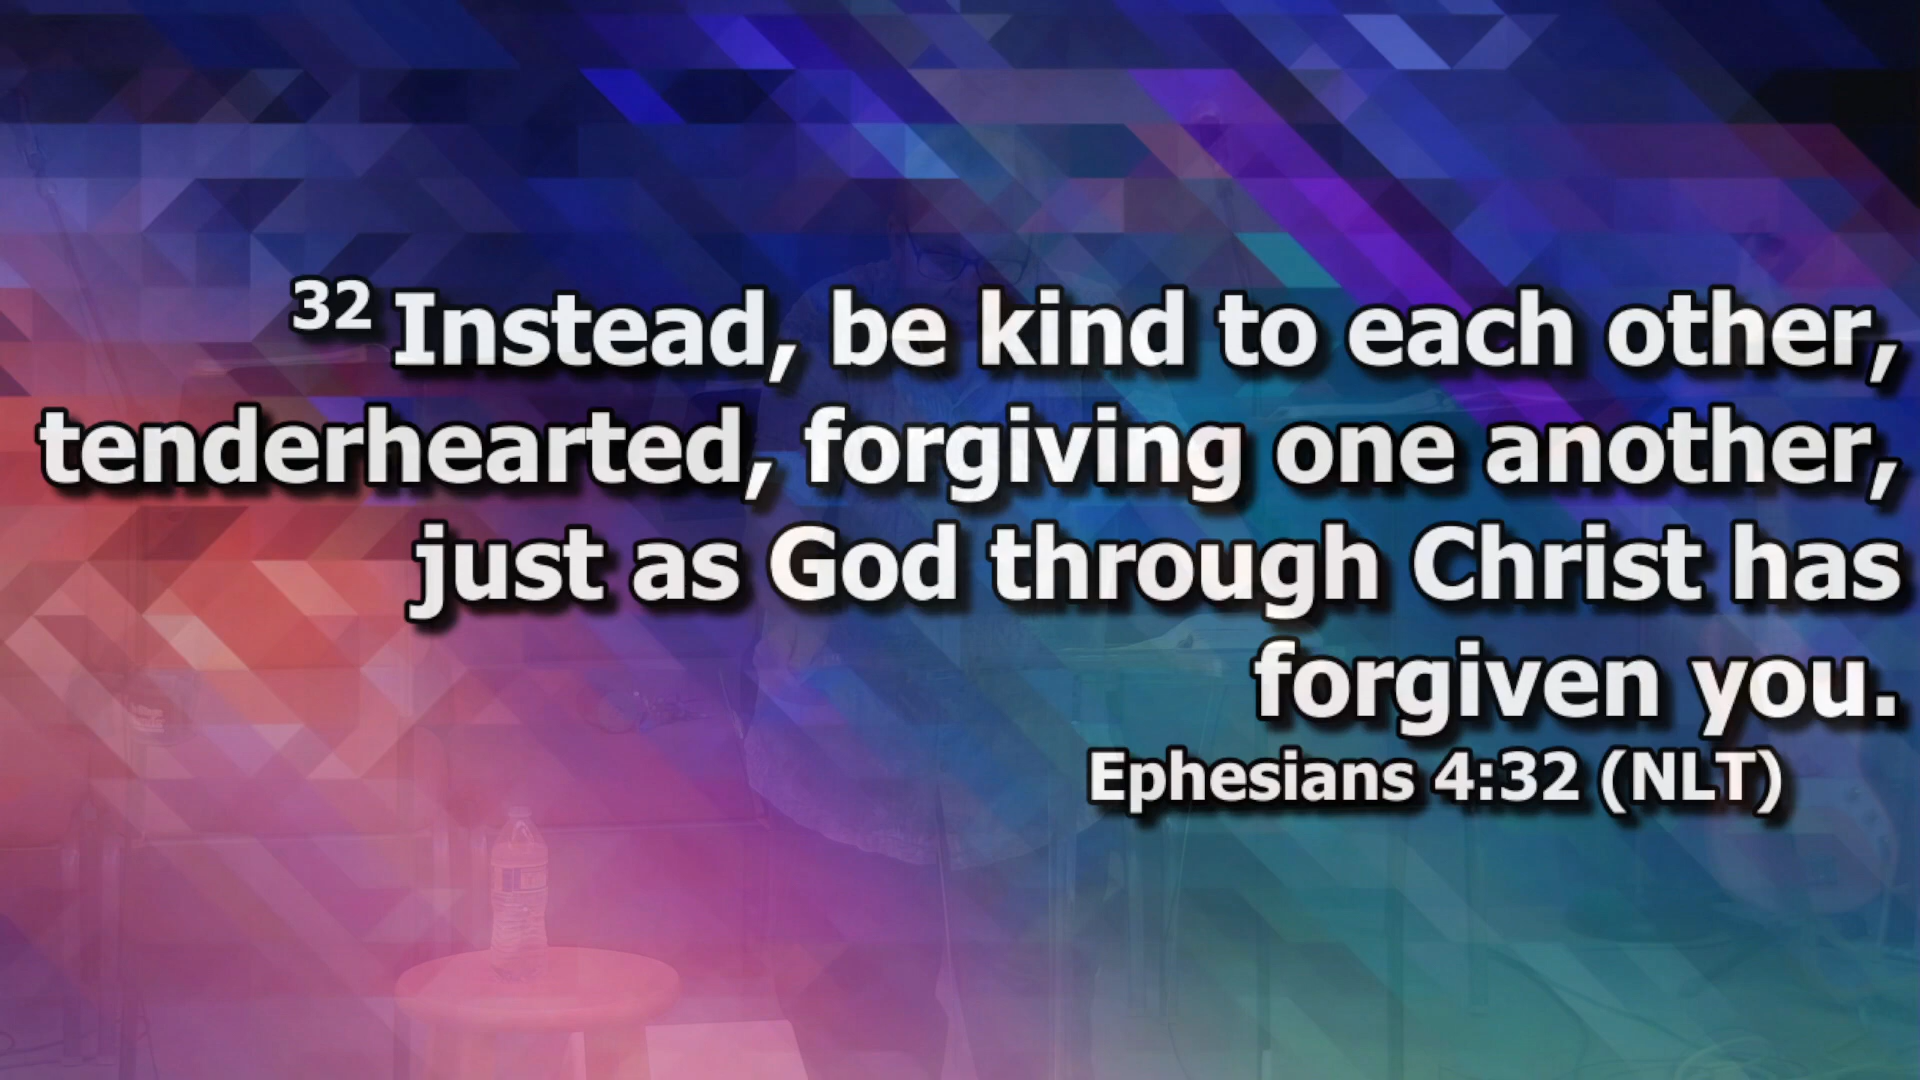 32 Instead, be kind to each other,
tenderhearted, forgiving one another,
just as God through Christ has
forgiven you.
Ephesians 4:32 (NLT)